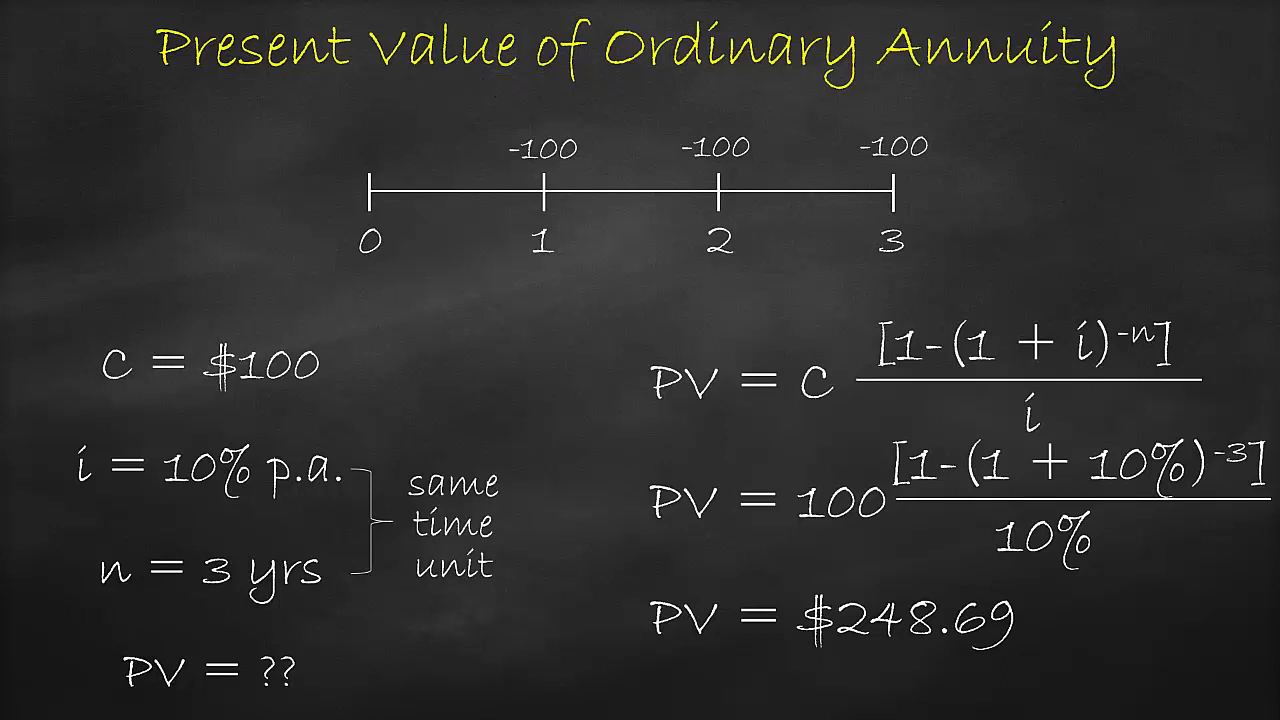 Present Value of Ordinary Annuity
-100 -100 -100
0 1 2 3
C = $100
i = 10% p.a.
n = 3 yrs
same
time
unit
PV = ??
PV = C [1-(1 + i)⁻ⁿ]
i
PV = 100 [1-(1 + 10%)⁻³]
10%
PV = $248.69